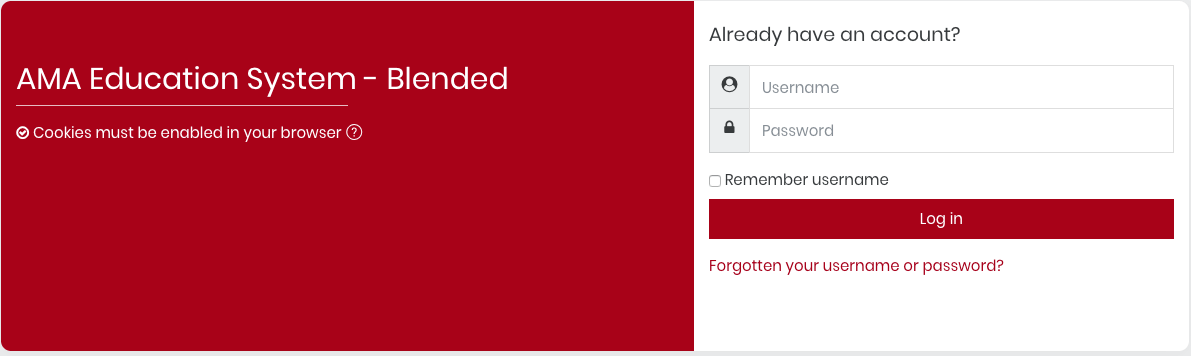 AMA Education System - Blended
Cookies must be enabled in your browser
Already have an account?
Username
Password
Remember username
Log in
Forgotten your username or password?